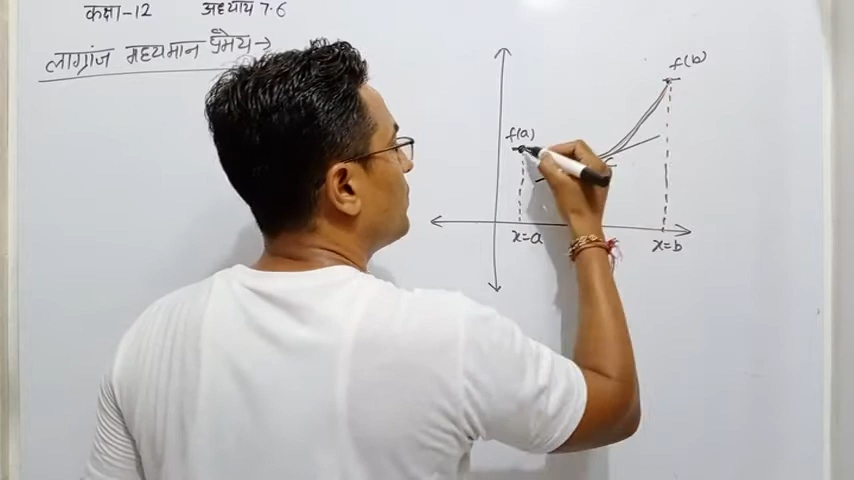 कक्षा-12 अध्याय 7.6
लाग्रांज मध्यमान प्रमेय→
f(b)
f(a)
x=a
x=b